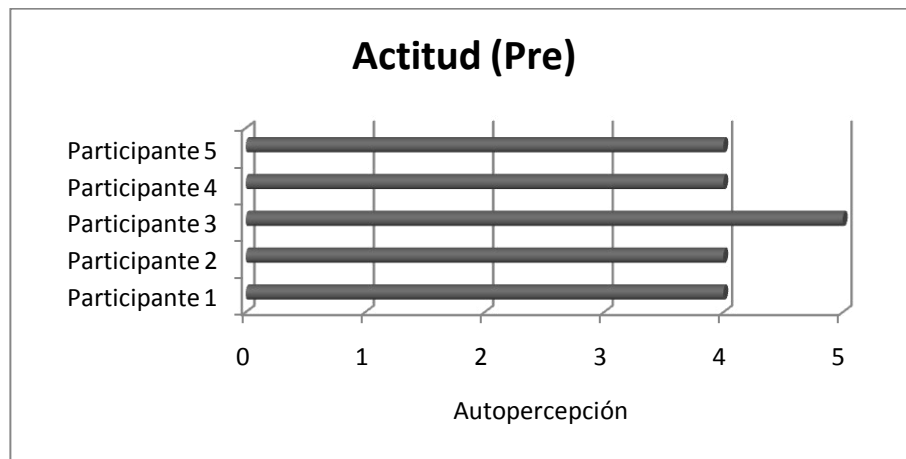 Actitud (Pre)
Participante 5
Participante 4
Participante 3
Participante 2
Participante 1
0 1 2 3 4 5
Autopercepción